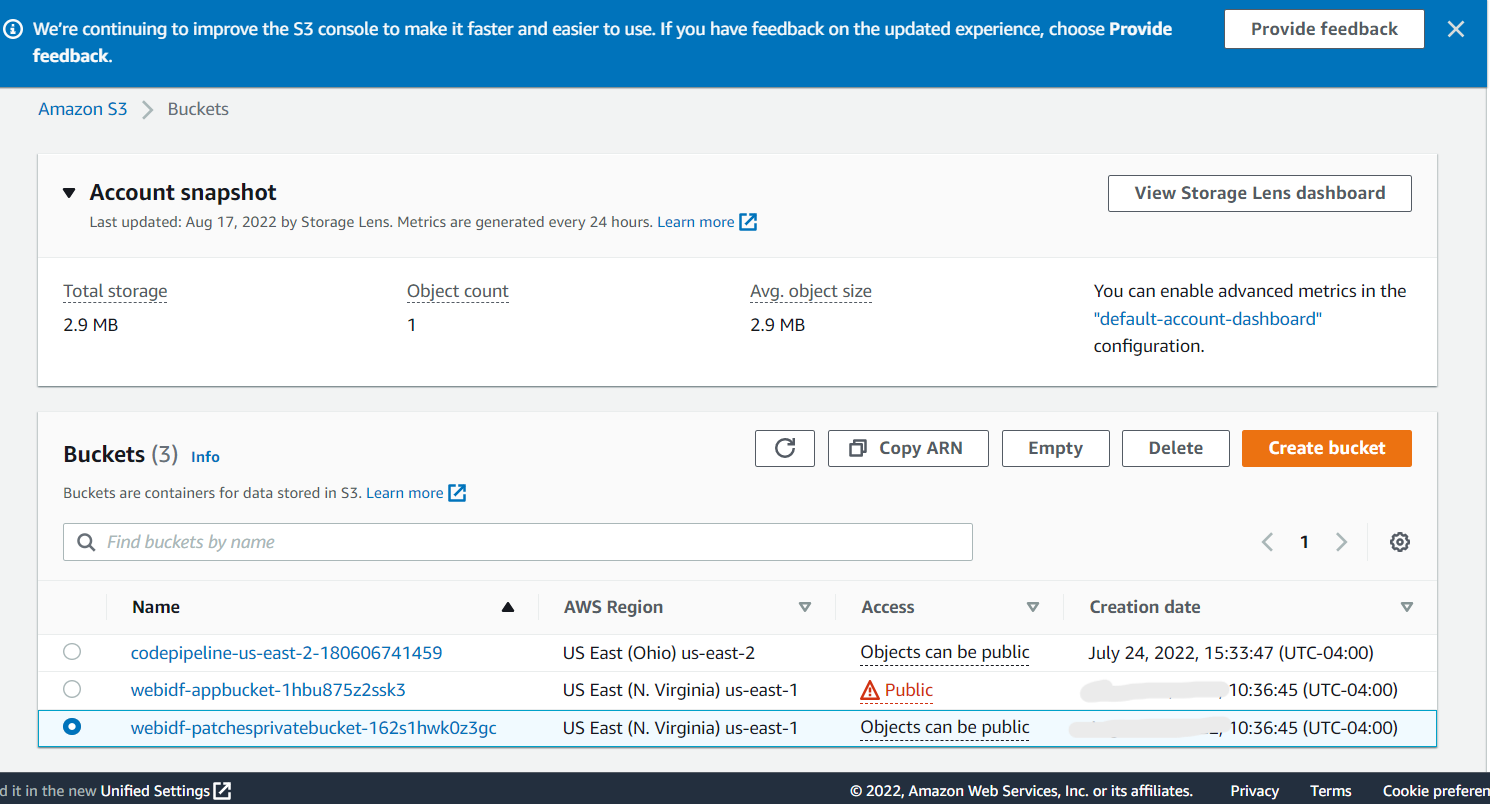 We're continuing to improve the S3 console to make it faster and easier to use. If you have feedback on the updated experience, choose Provide
feedback.
Provide feedback
Amazon S3 Buckets
Account snapshot
View Storage Lens dashboard
Last updated: Aug 17, 2022 by Storage Lens. Metrics are generated every 24 hours. Learn more
Total storage
2.9 MB
Object count
1
Avg. object size
2.9 MB
You can enable advanced metrics in the
"default-account-dashboard"
configuration.
Buckets (3) Info
Copy ARN Empty Delete Create bucket
Buckets are containers for data stored in S3. Learn more
Find buckets by name
1
Name AWS Region Access Creation date
codepipeline-us-east-2-180606741459 US East (Ohio) us-east-2 Objects can be public July 24, 2022, 15:33:47 (UTC-04:00)
webidf-appbucket-1hbu875z2ssk3 US East (N. Virginia) us-east-1 Public 10:36:45 (UTC-04:00)
webidf-patchesprivatebucket-162s1hwk0z3gc US East (N. Virginia) us-east-1 Objects can be public 10:36:45 (UTC-04:00)
d it in the new Unified Settings © 2022, Amazon Web Services, Inc. or its affiliates. Privacy Terms Cookie preferen